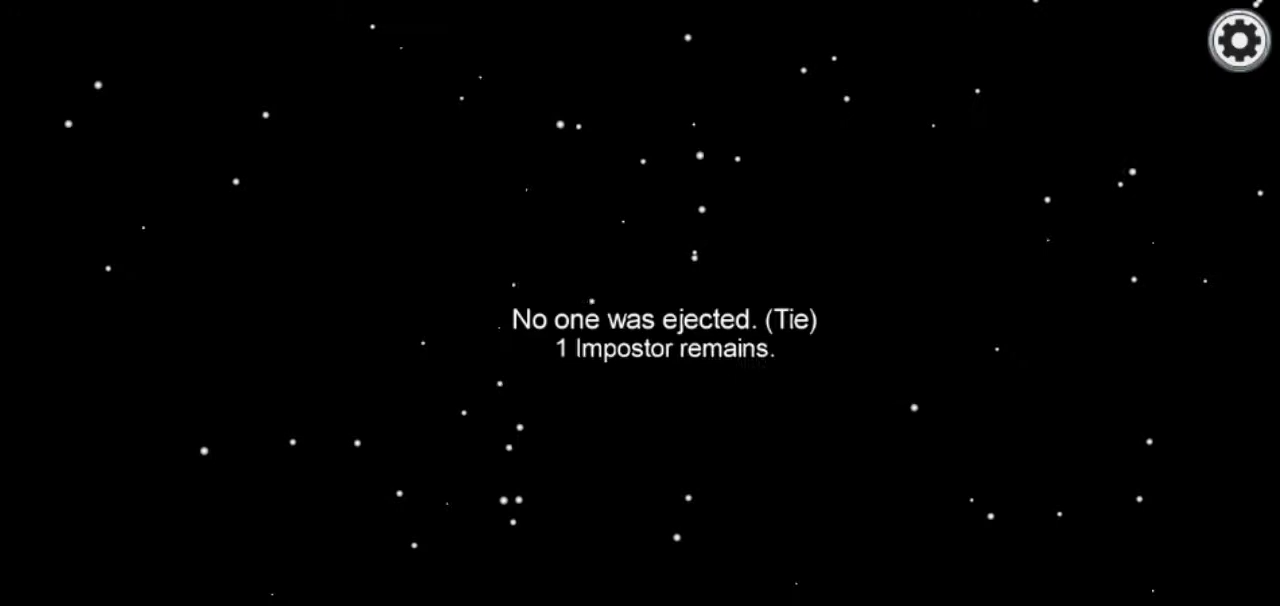 No one was ejected. (Tie)
1 Impostor remains.